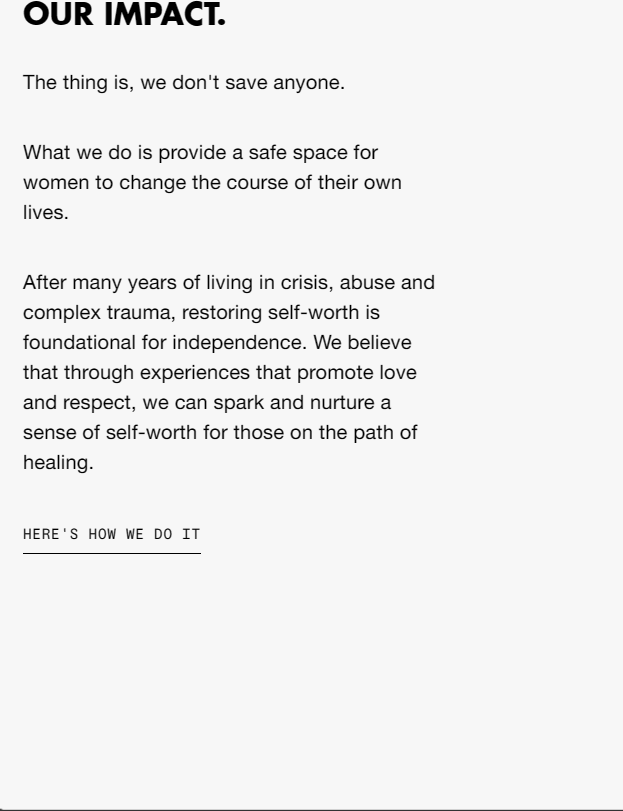 OUR IMPACT.
The thing is, we don't save anyone.
What we do is provide a safe space for
women to change the course of their own
lives.
After many years of living in crisis, abuse and
complex trauma, restoring self-worth is
foundational for independence. We believe
that through experiences that promote love
and respect, we can spark and nurture a
sense of self-worth for those on the path of
healing.
HERE'S HOW WE DO IT